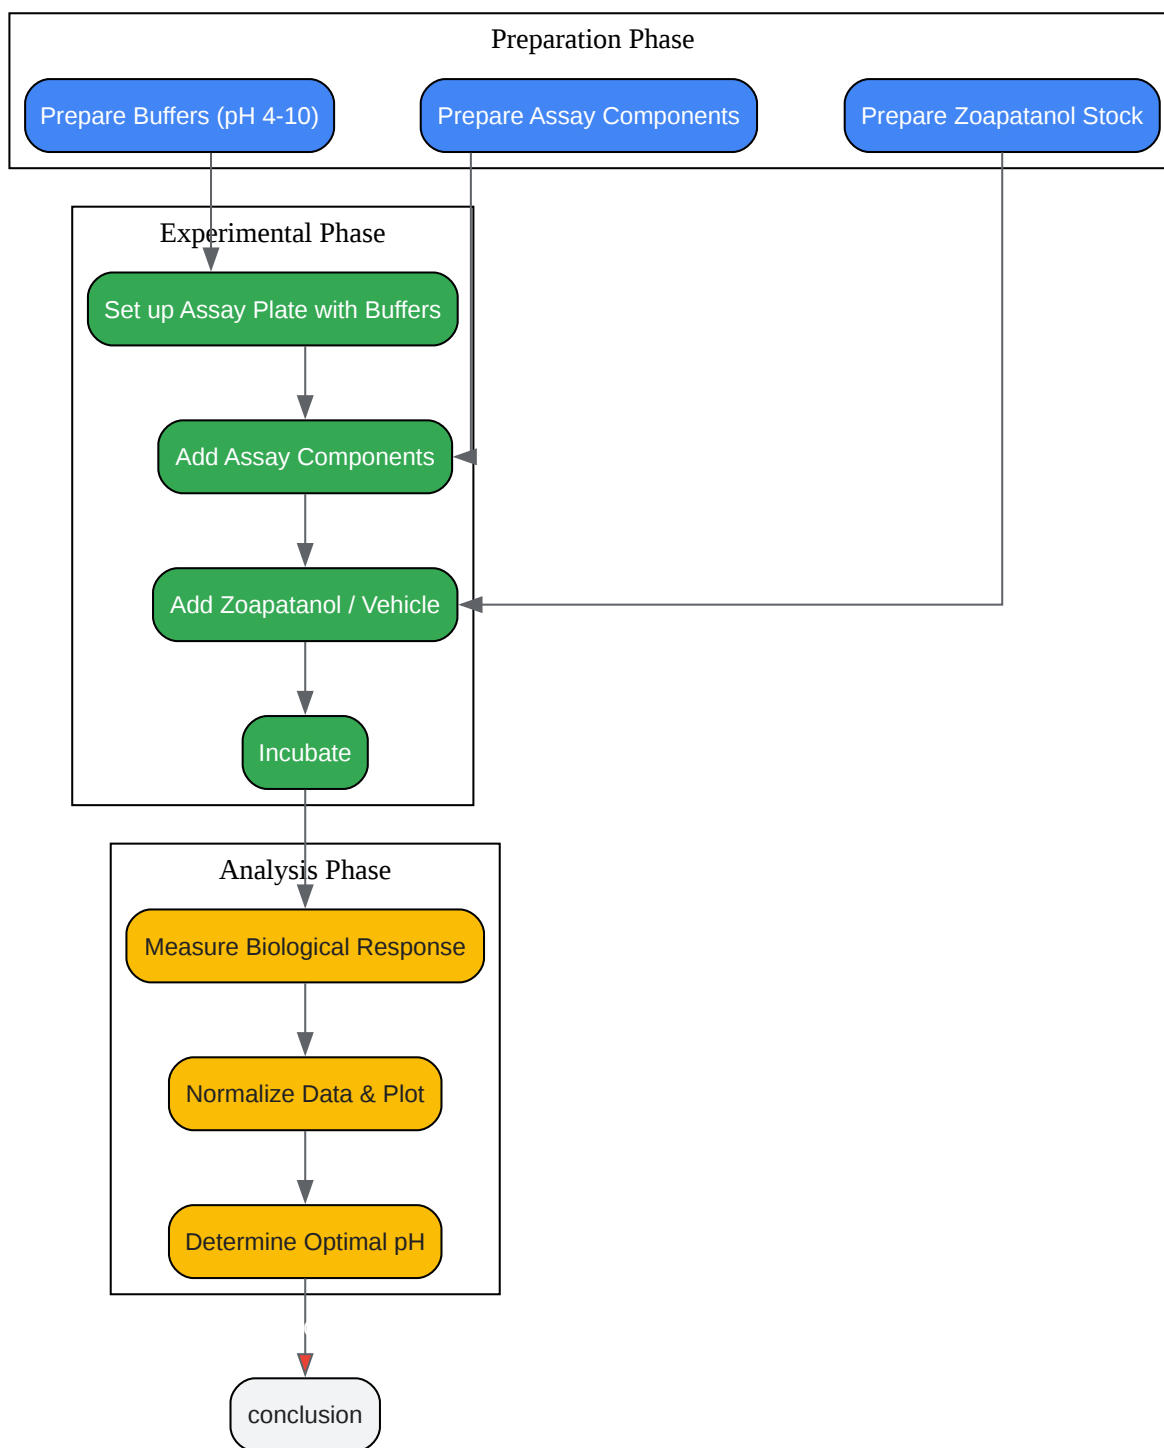 Preparation Phase
Prepare Buffers (pH 4-10)
Prepare Assay Components
Prepare Zoapatanol Stock
Experimental Phase
Set up Assay Plate with Buffers
Add Assay Components
Add Zoapatanol / Vehicle
Incubate
Analysis Phase
Measure Biological Response
Normalize Data & Plot
Determine Optimal pH
conclusion